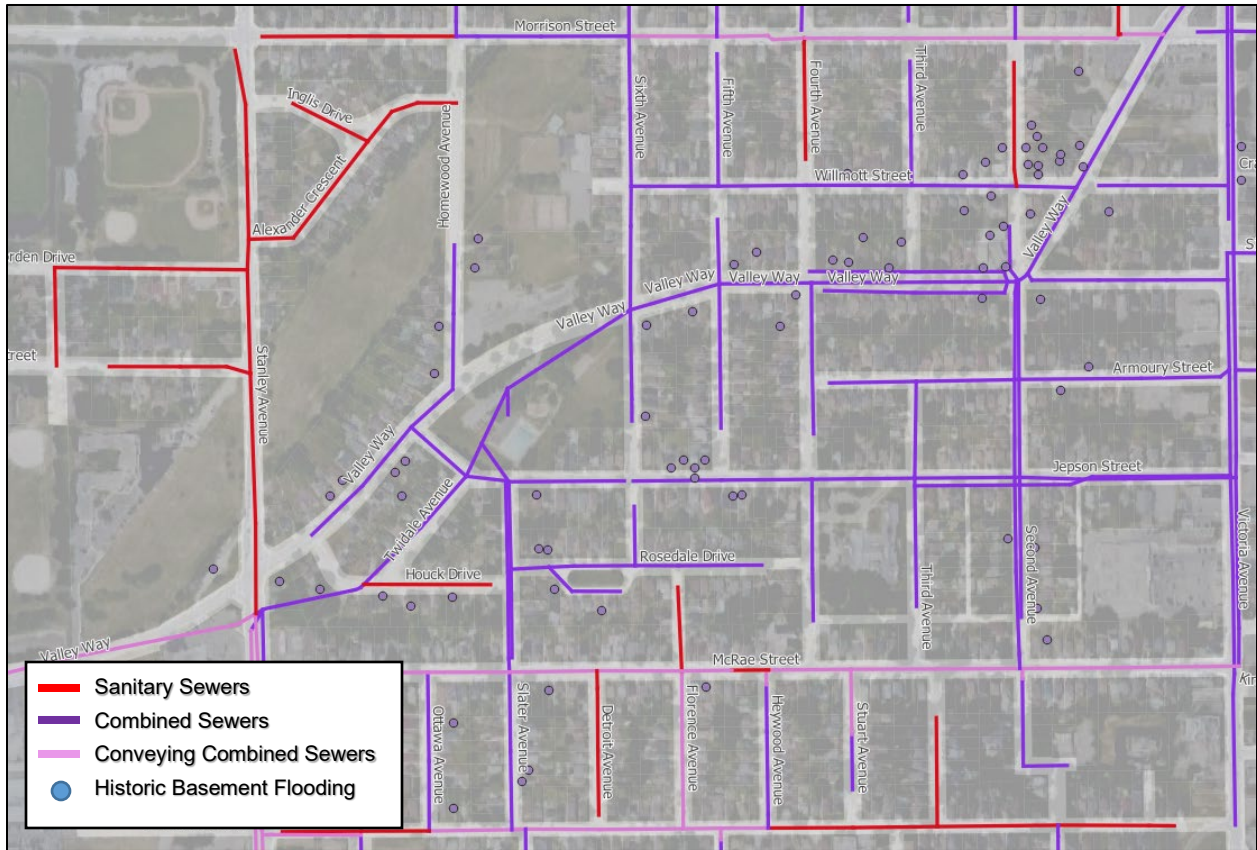 Morrison Street
Inglis Drive
Sixth Avenue
Fifth Avenue
Fourth Avenue
Third Avenue
Homewood Avenue
Willmott Street
Cr
Alexander Crescent
Valley Way
orden Drive
S
Valley Way
Valley Way
Valley Way
Valley Way
treet
Stanley Avenue
Armoury Street
Valley Way
Jepson Street
Twidale Avenue
Victoria Avenue
Second Avenue
Rosedale Drive
Houck Drive
Third Avenue
Valley Way
McRae Street
Kin
Sanitary Sewers
Combined Sewers
Conveying Combined Sewers
Historic Basement Flooding
Ottawa Avenue
Slater Avenue
Detroit Avenue
Florence Avenue
Heywood Avenue
Stuart Avenue